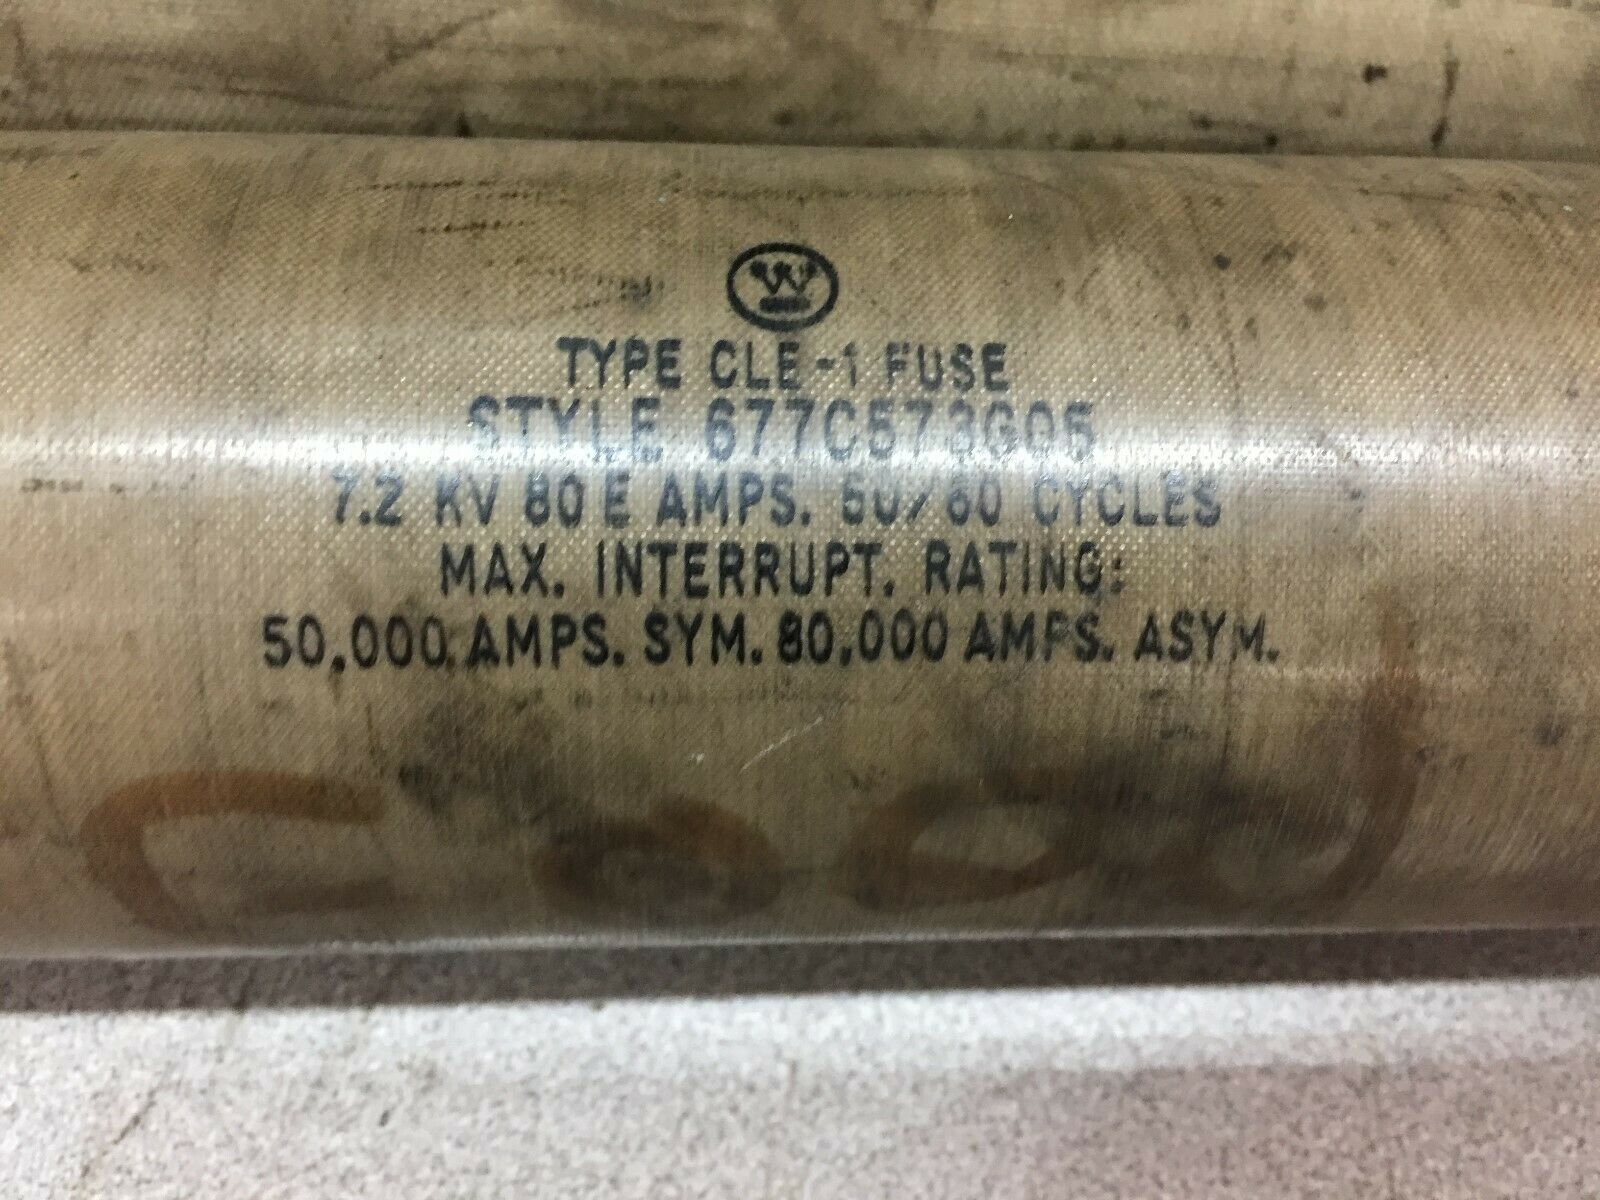 W
TYPE CLE-1 FUSE
STYLE 677C573G05
7.2 KV 80 E AMPS. 50/60 CYCLES
MAX. INTERRUPT. RATING:
50,000 AMPS. SYM. 80,000 AMPS. ASYM.
Good